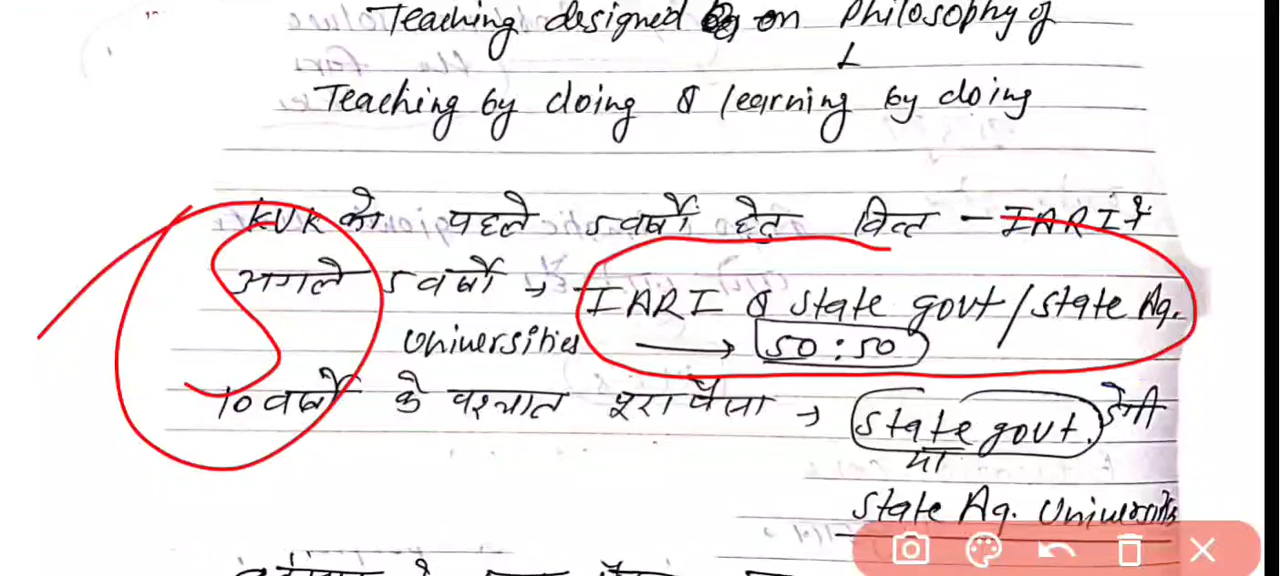 Teaching designed on Philosophy of
Teaching by doing & learning by doing
KVK को पहले 5 वर्षों हेतु वित्त - IARI से
अगले 5 वर्षों → IARI & state govt / state Ag.
Universities → 50:50
10 वर्षों के पश्चात पूरा पैसा → state govt. देगी
या
State Ag. University